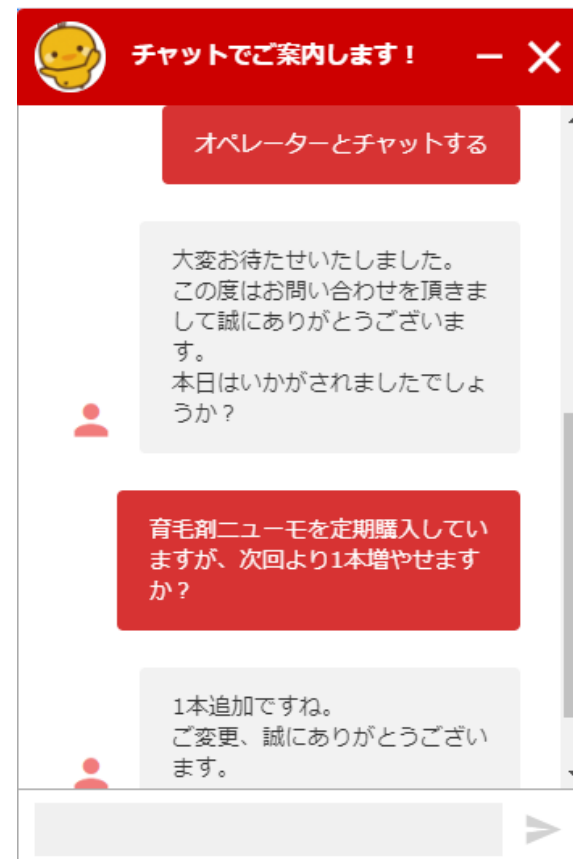 チャットでご案内します！
オペレーターとチャットする
大変お待たせいたしました。
この度はお問い合わせを頂きま
して誠にありがとうございま
す。
本日はいかがされましたでしょ
うか？
育毛剤ニューモを定期購入してい
ますが、次回より1本増やせます
か？
1本追加ですね。
ご変更、誠にありがとうござい
ます。